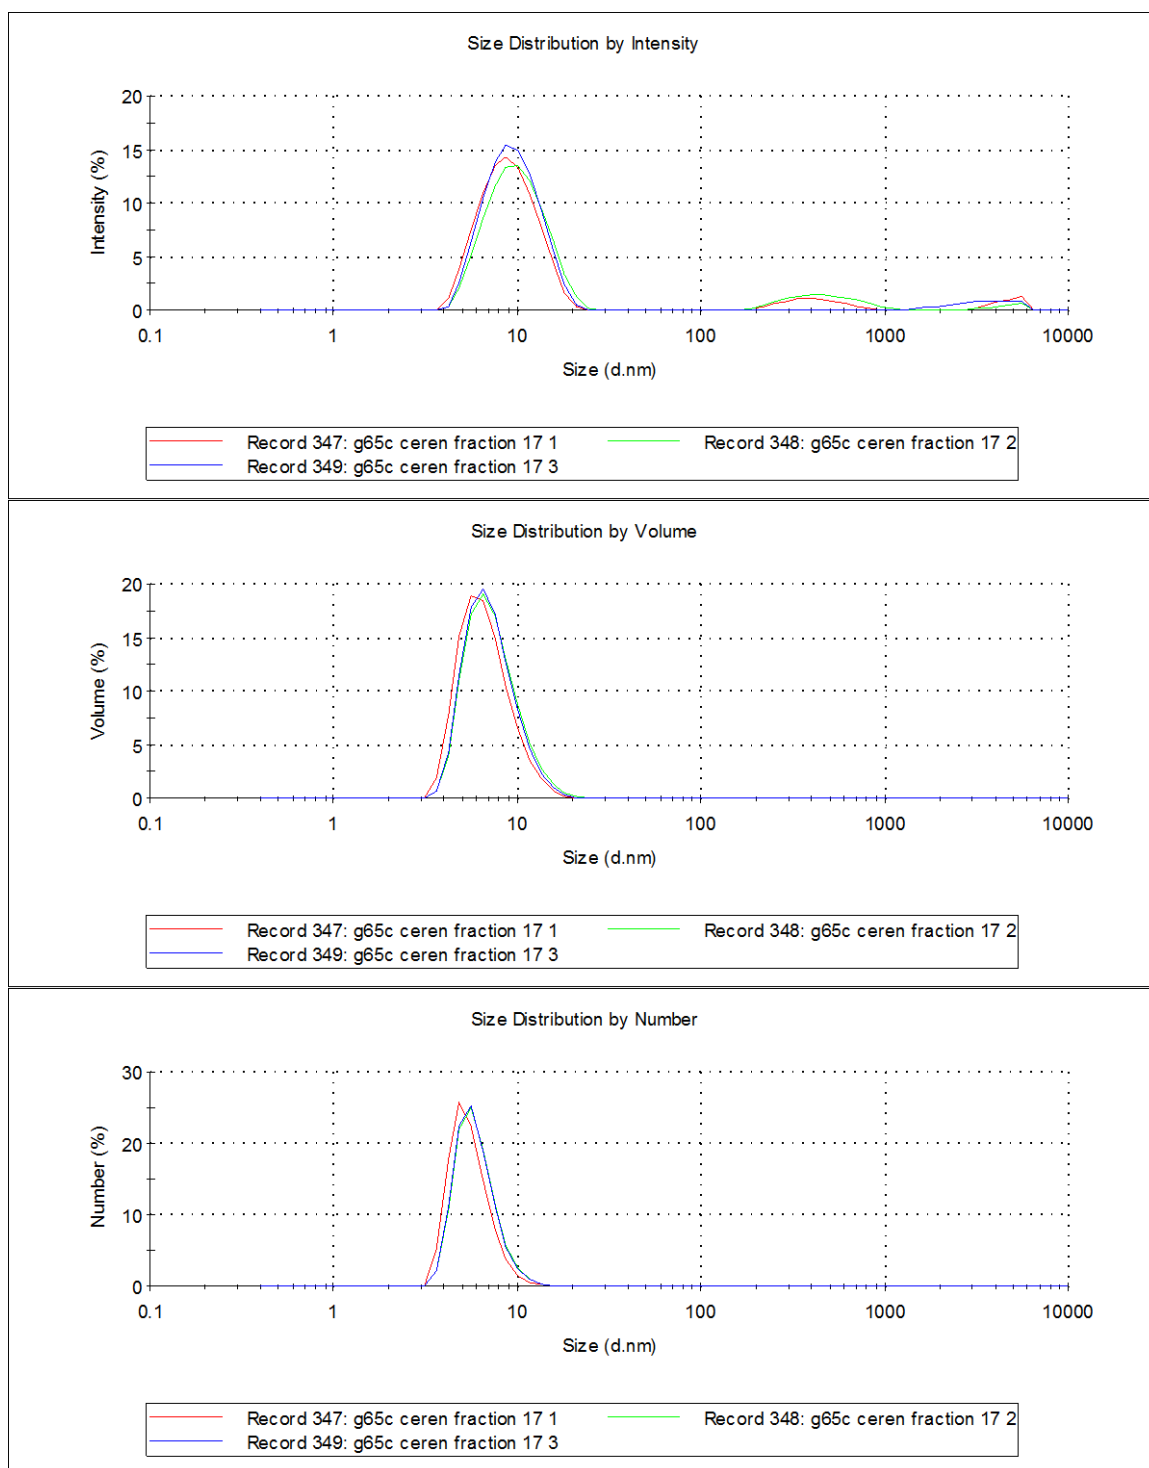 Size Distribution by Intensity
20
15
10
5
0
Intensity (%)
0.1 1 10 100 1000 10000
Size (d.nm)
Record 347: g65c ceren fraction 17 1 Record 348: g65c ceren fraction 17 2
Record 349: g65c ceren fraction 17 3
Size Distribution by Volume
20
15
10
5
0
Volume (%)
0.1 1 10 100 1000 10000
Size (d.nm)
Record 347: g65c ceren fraction 17 1 Record 348: g65c ceren fraction 17 2
Record 349: g65c ceren fraction 17 3
Size Distribution by Number
30
20
10
0
Number (%)
0.1 1 10 100 1000 10000
Size (d.nm)
Record 347: g65c ceren fraction 17 1 Record 348: g65c ceren fraction 17 2
Record 349: g65c ceren fraction 17 3